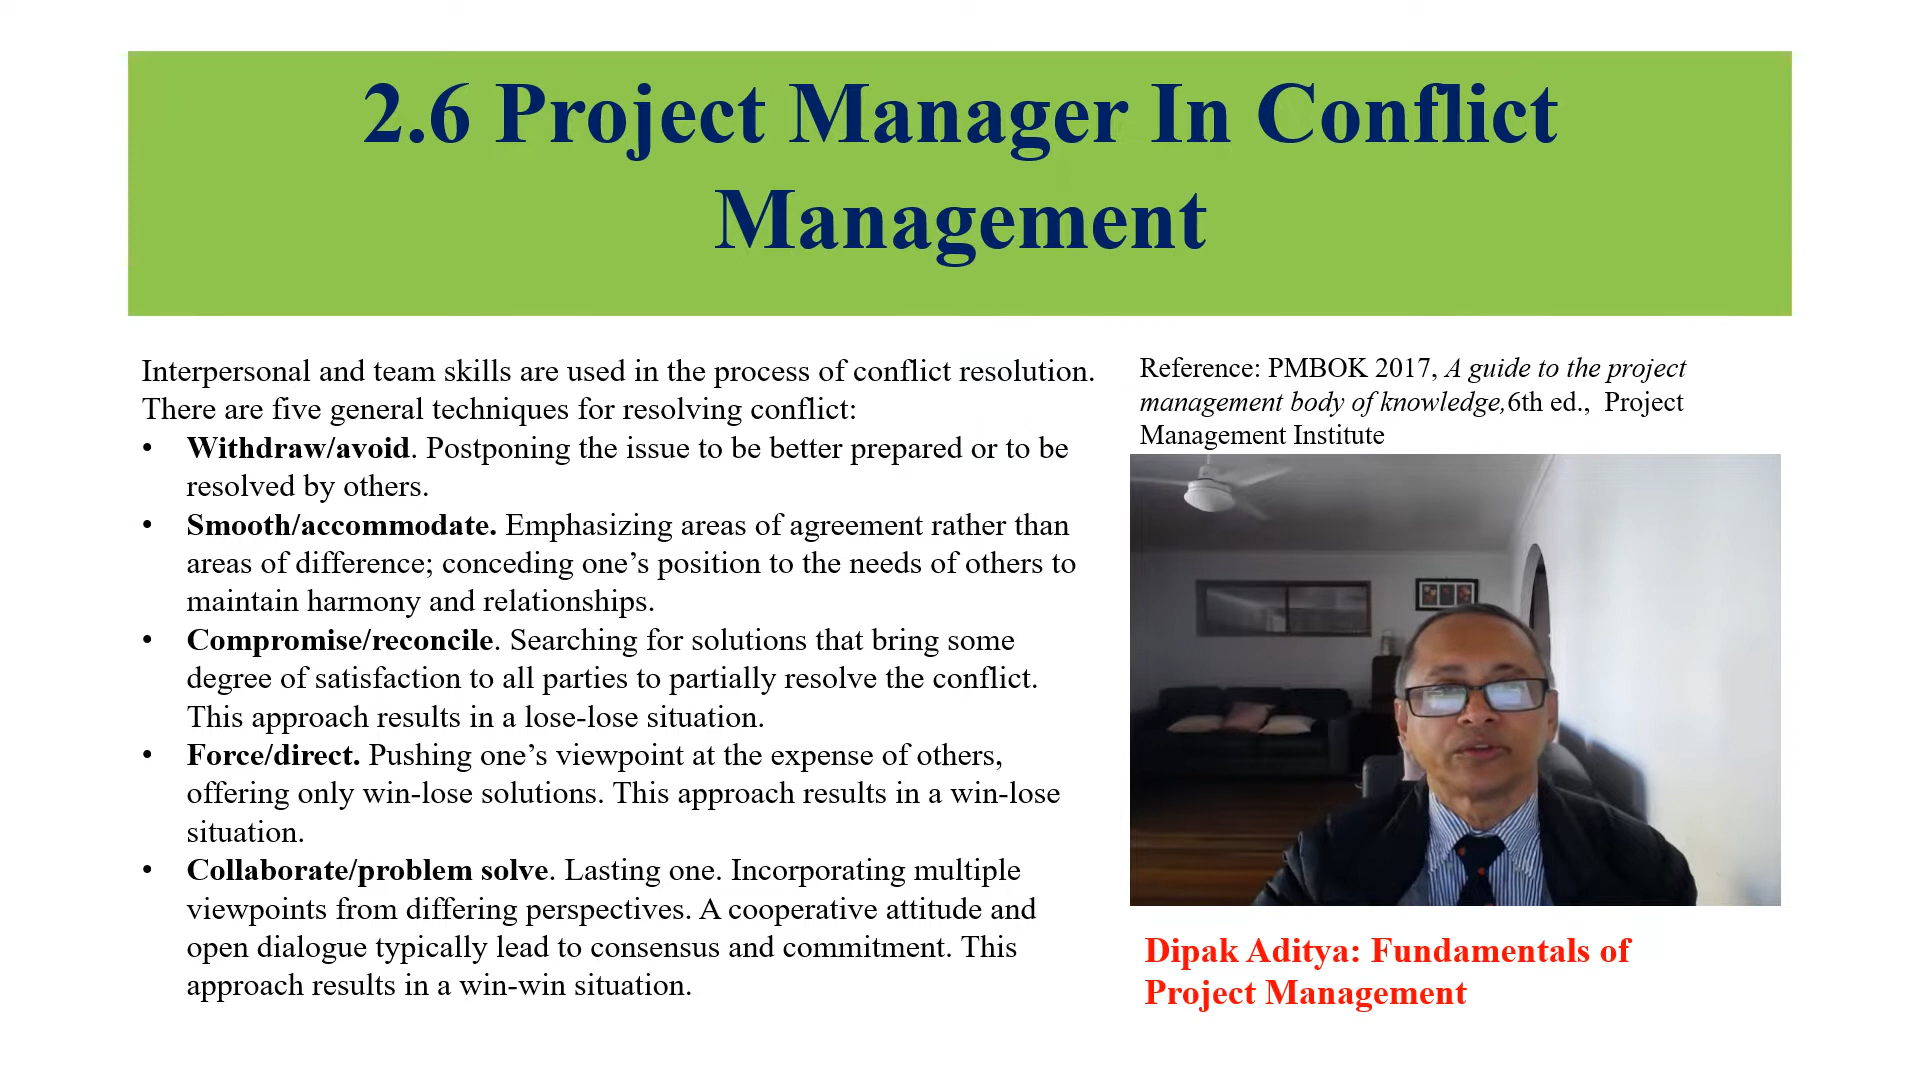 2.6 Project Manager In Conflict
Management
Interpersonal and team skills are used in the process of conflict resolution.
There are five general techniques for resolving conflict:
• Withdraw/avoid. Postponing the issue to be better prepared or to be
resolved by others.
• Smooth/accommodate. Emphasizing areas of agreement rather than
areas of difference; conceding one’s position to the needs of others to
maintain harmony and relationships.
• Compromise/reconcile. Searching for solutions that bring some
degree of satisfaction to all parties to partially resolve the conflict.
This approach results in a lose-lose situation.
• Force/direct. Pushing one’s viewpoint at the expense of others,
offering only win-lose solutions. This approach results in a win-lose
situation.
• Collaborate/problem solve. Lasting one. Incorporating multiple
viewpoints from differing perspectives. A cooperative attitude and
open dialogue typically lead to consensus and commitment. This
approach results in a win-win situation.
Reference: PMBOK 2017, A guide to the project
management body of knowledge,6th ed., Project
Management Institute
Dipak Aditya: Fundamentals of
Project Management